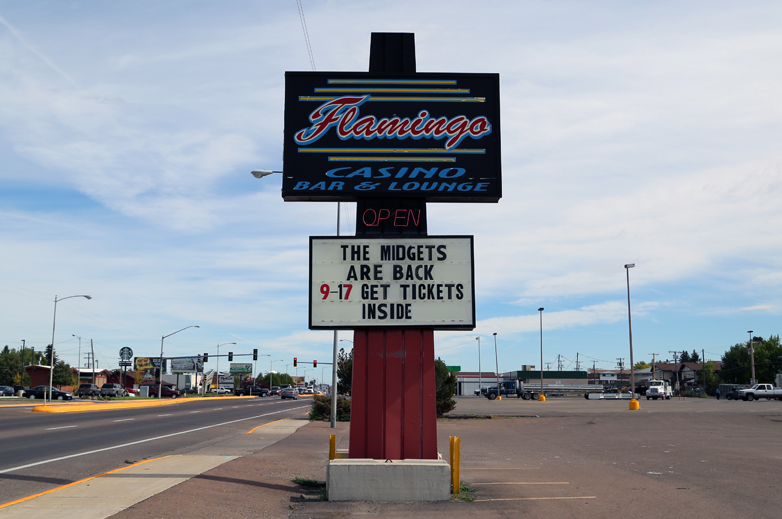 Flamingo
CASINO
BAR & LOUNGE
OPEN
THE MIDGETS
ARE BACK
9-17 GET TICKETS
INSIDE